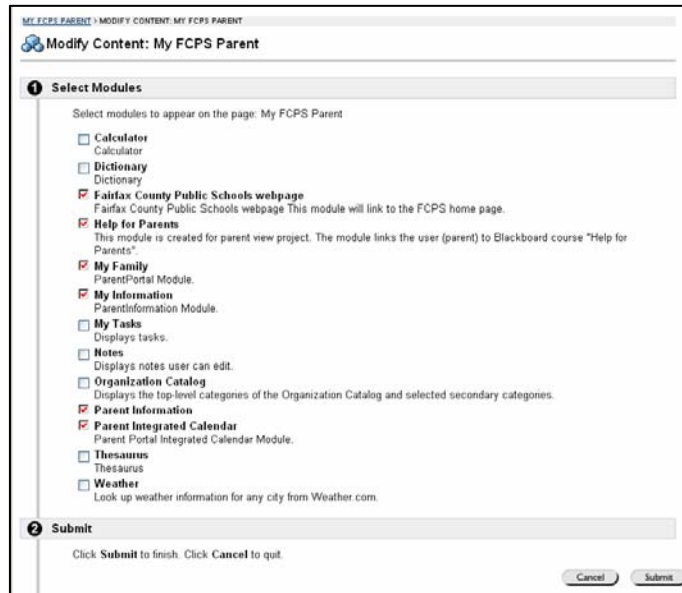 MY FCPS PARENT > MODIFY CONTENT: MY FCPS PARENT
Modify Content: My FCPS Parent
1 Select Modules
Select modules to appear on the page: My FCPS Parent
Calculator
Calculator
Dictionary
Dictionary
Fairfax County Public Schools webpage
Fairfax County Public Schools webpage This module will link to the FCPS home page.
Help for Parents
This module is created for parent view project. The module links the user (parent) to Blackboard course "Help for
Parents".
My Family
ParentPortal Module.
My Information
ParentInformation Module.
My Tasks
Displays tasks.
Notes
Displays notes user can edit.
Organization Catalog
Displays the top-level categories of the Organization Catalog and selected secondary categories.
Parent Information
Parent Integrated Calendar
Parent Portal Integrated Calendar Module.
Thesaurus
Thesaurus
Weather
Look up weather information for any city from Weather.com.
2 Submit
Click Submit to finish. Click Cancel to quit.
Cancel Submit